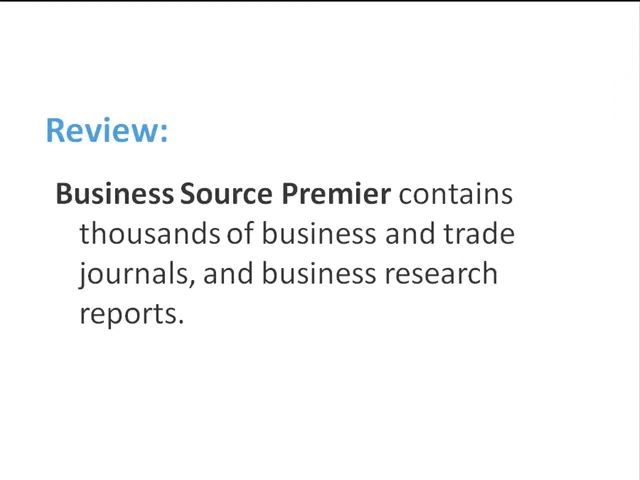 Review:
Business Source Premier contains
thousands of business and trade
journals, and business research
reports.